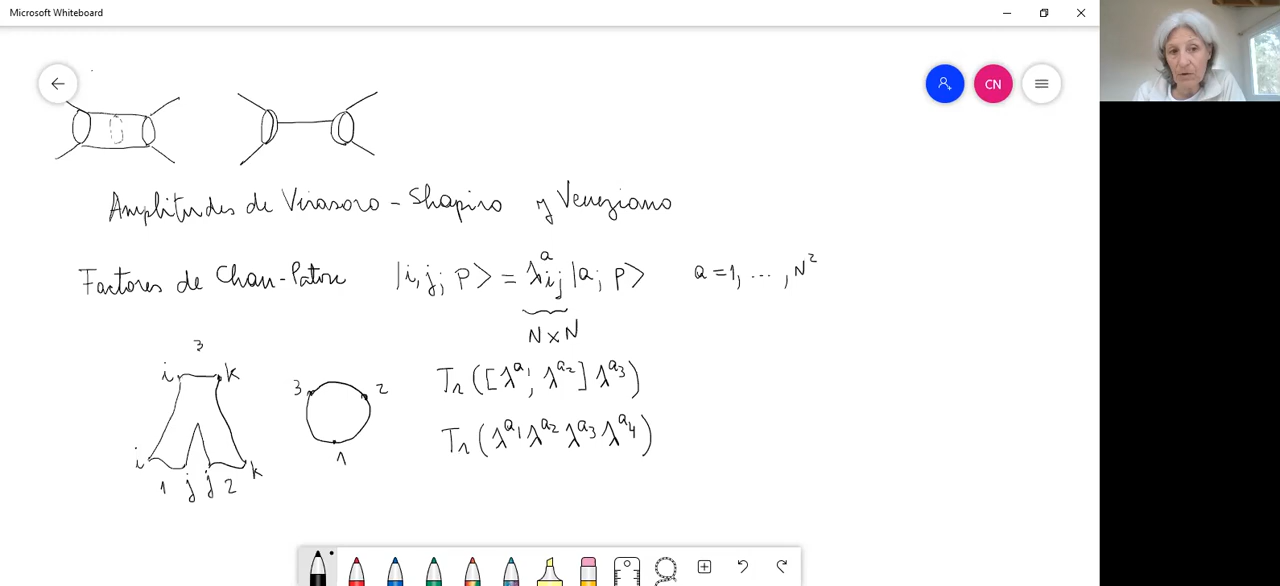 Microsoft Whiteboard
CN
Amplitudes de Virasoro - Shapiro y Veneziano
Factores de Chan-Paton |i,j; p> = λ^a_ij |a; p> a = 1, ..., N²
N × N
3
i k
3 2
Tr([λ^a1, λ^a2] λ^a3)
Tr(λ^a1 λ^a2 λ^a3 λ^a4)
i k
1 j j 2
1